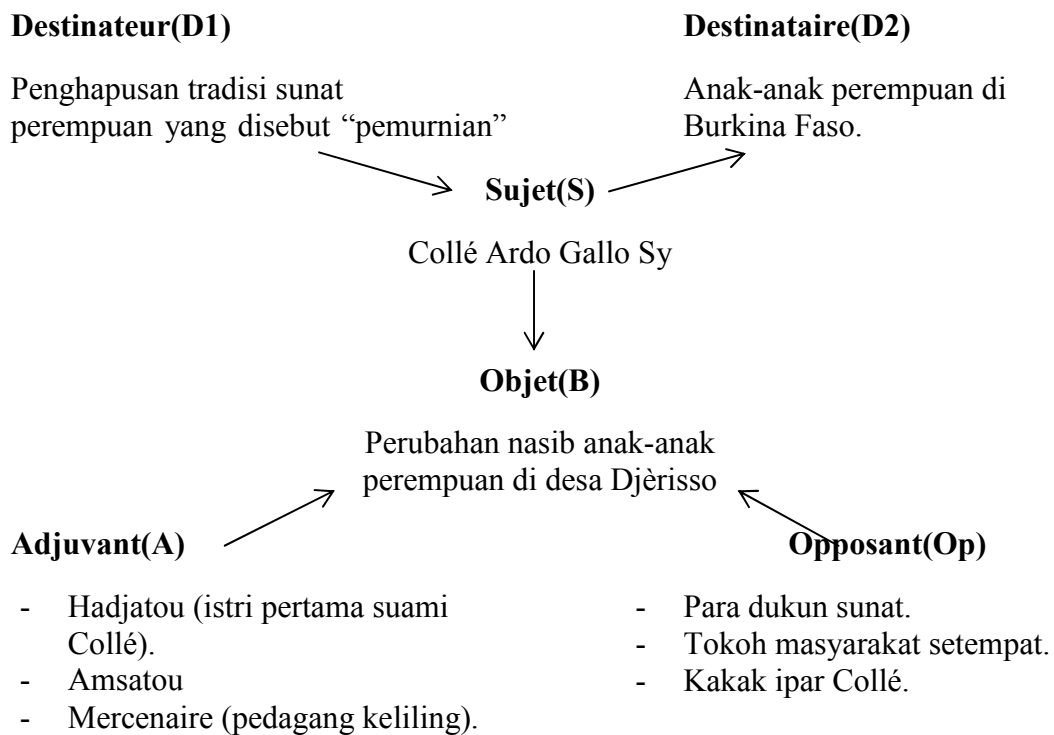 Destinateur(D1)
Destinataire(D2)
Penghapusan tradisi sunat
perempuan yang disebut “pemurnian”
Anak-anak perempuan di
Burkina Faso.
Sujet(S)
Collé Ardo Gallo Sy
Objet(B)
Perubahan nasib anak-anak
perempuan di desa Djèrisso
Adjuvant(A)
- Hadjatou (istri pertama suami
Collé).
- Amsatou
- Mercenaire (pedagang keliling).
Opposant(Op)
- Para dukun sunat.
- Tokoh masyarakat setempat.
- Kakak ipar Collé.